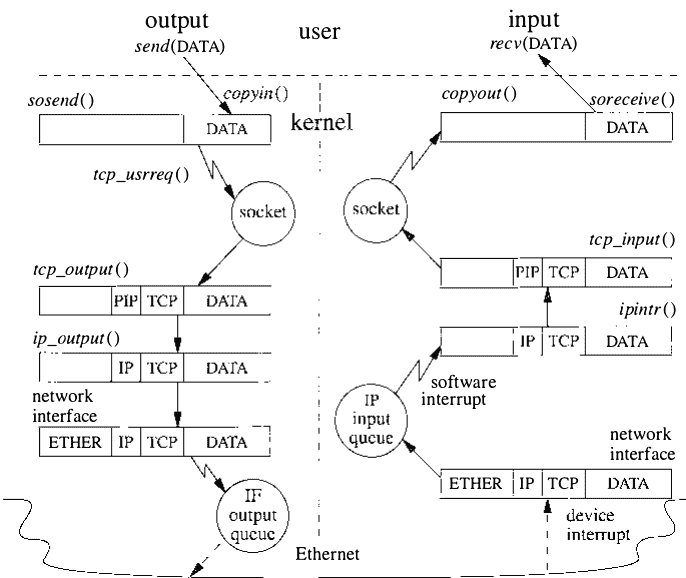 output
user
input
send(DATA)
recv(DATA)
sosend()
copyin()
copyout()
soreceive()
DATA
kernel
DATA
tcp_usrreq()
socket
socket
tcp_input()
tcp_output()
PIP TCP DATA
PIP TCP DATA
ipintr()
ip_output()
IP TCP DATA
IP TCP DATA
network
interface
software
interrupt
IP
input
queue
ETHER IP TCP DATA
network
interface
ETHER IP TCP DATA
IF
output
queue
device
interrupt
Ethernet